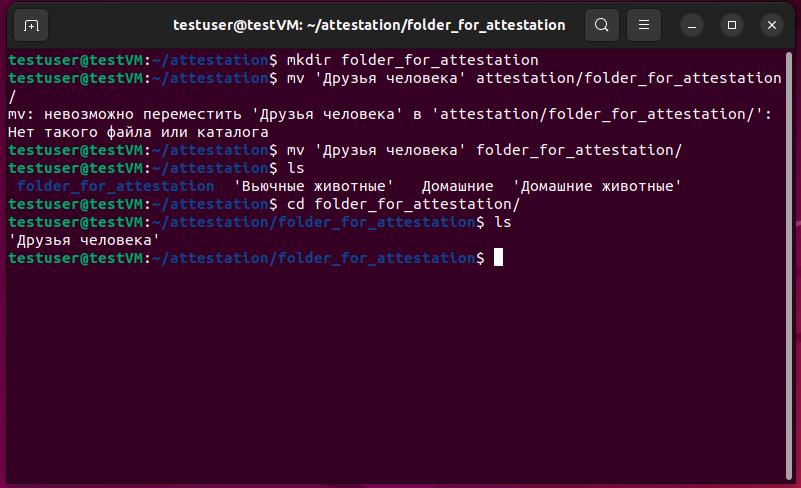 testuser@testVM: ~/attestation/folder_for_attestation
testuser@testVM:~/attestation$ mkdir folder_for_attestation
testuser@testVM:~/attestation$ mv 'Друзья человека' attestation/folder_for_attestation
/
mv: невозможно переместить 'Друзья человека' в 'attestation/folder_for_attestation/':
Нет такого файла или каталога
testuser@testVM:~/attestation$ mv 'Друзья человека' folder_for_attestation/
testuser@testVM:~/attestation$ ls
folder_for_attestation  'Вьючные животные'   Домашние  'Домашние животные'
testuser@testVM:~/attestation$ cd folder_for_attestation/
testuser@testVM:~/attestation/folder_for_attestation$ ls
'Друзья человека'
testuser@testVM:~/attestation/folder_for_attestation$